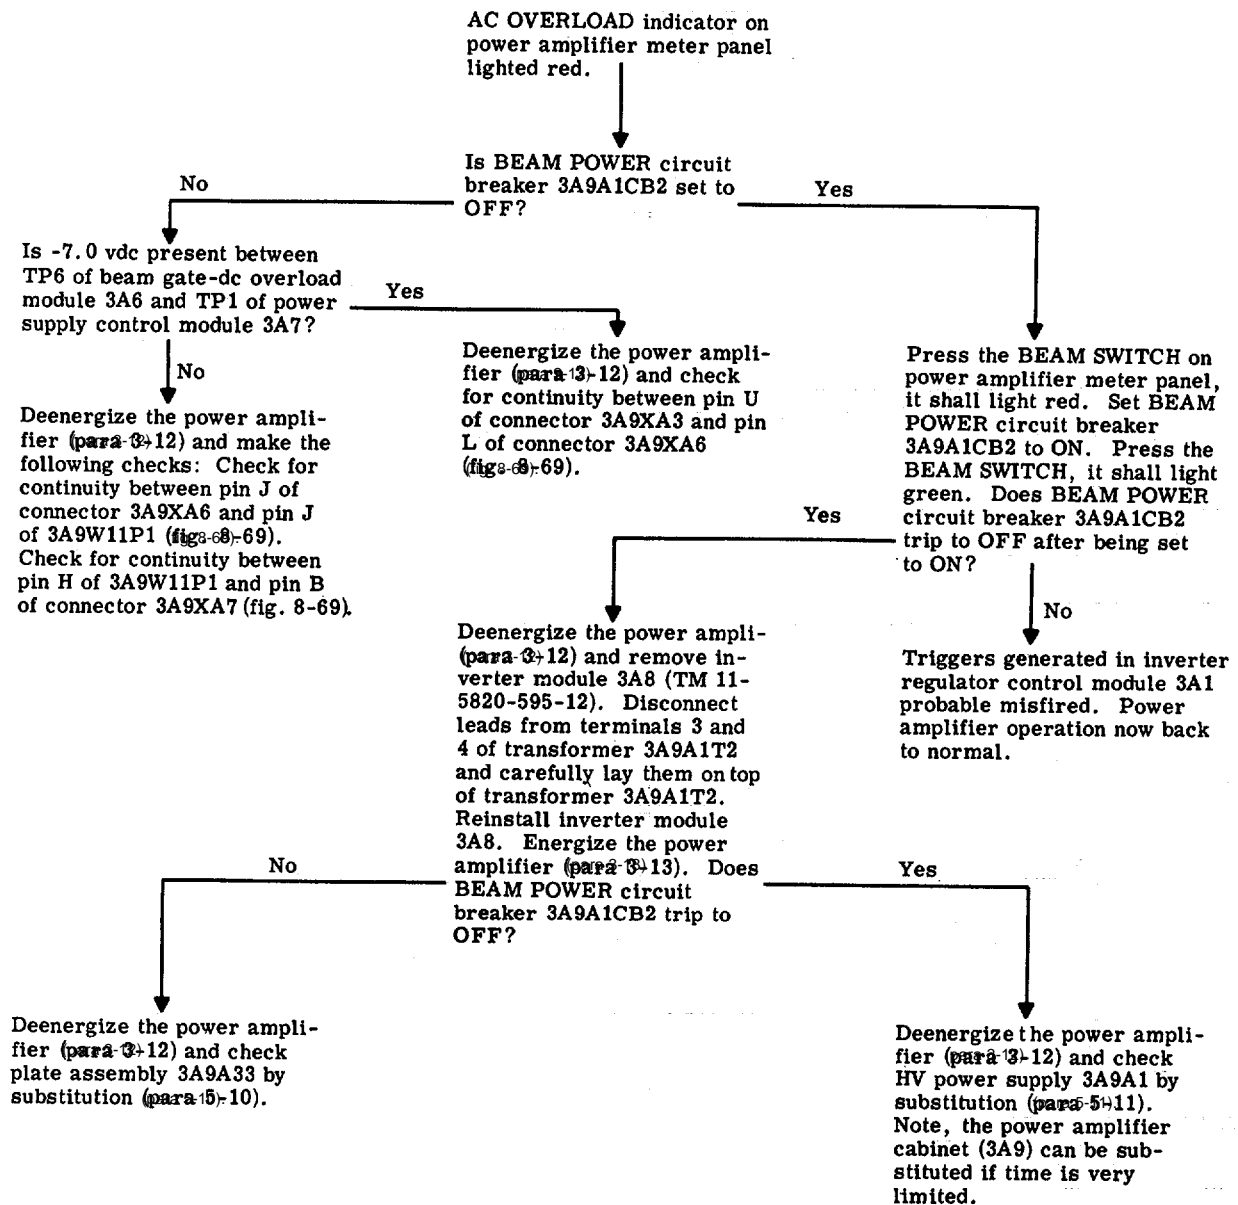 AC OVERLOAD indicator on
power amplifier meter panel
lighted red.
Is BEAM POWER circuit
breaker 3A9A1CB2 set to
OFF?
No
Yes
Is -7.0 vdc present between
TP6 of beam gate-dc overload
module 3A6 and TP1 of power
supply control module 3A7?
Yes
No
Deenergize the power ampli-
fier (para 3-12) and check
for continuity between pin U
of connector 3A9XA3 and pin
L of connector 3A9XA6
(fig. 8-69).
Press the BEAM SWITCH on
power amplifier meter panel,
it shall light red. Set BEAM
POWER circuit breaker
3A9A1CB2 to ON. Press the
BEAM SWITCH, it shall light
green. Does BEAM POWER
circuit breaker 3A9A1CB2
trip to OFF after being set
to ON?
Deenergize the power ampli-
fier (para 3-12) and make the
following checks: Check for
continuity between pin J of
connector 3A9XA6 and pin J
of 3A9W11P1 (fig. 8-69).
Check for continuity between
pin H of 3A9W11P1 and pin B
of connector 3A9XA7 (fig. 8-69).
Yes
No
Deenergize the power ampli-
(para 3-12) and remove in-
verter module 3A8 (TM 11-
5820-595-12). Disconnect
leads from terminals 3 and
4 of transformer 3A9A1T2
and carefully lay them on top
of transformer 3A9A1T2.
Reinstall inverter module
3A8. Energize the power
amplifier (para 3-13). Does
BEAM POWER circuit
breaker 3A9A1CB2 trip to
OFF?
Triggers generated in inverter
regulator control module 3A1
probable misfired. Power
amplifier operation now back
to normal.
No
Yes
Deenergize the power ampli-
fier (para 3-12) and check
plate assembly 3A9A33 by
substitution (para 5-10).
Deenergize the power ampli-
fier (para 3-12) and check
HV power supply 3A9A1 by
substitution (para 5-11).
Note, the power amplifier
cabinet (3A9) can be sub-
stituted if time is very
limited.